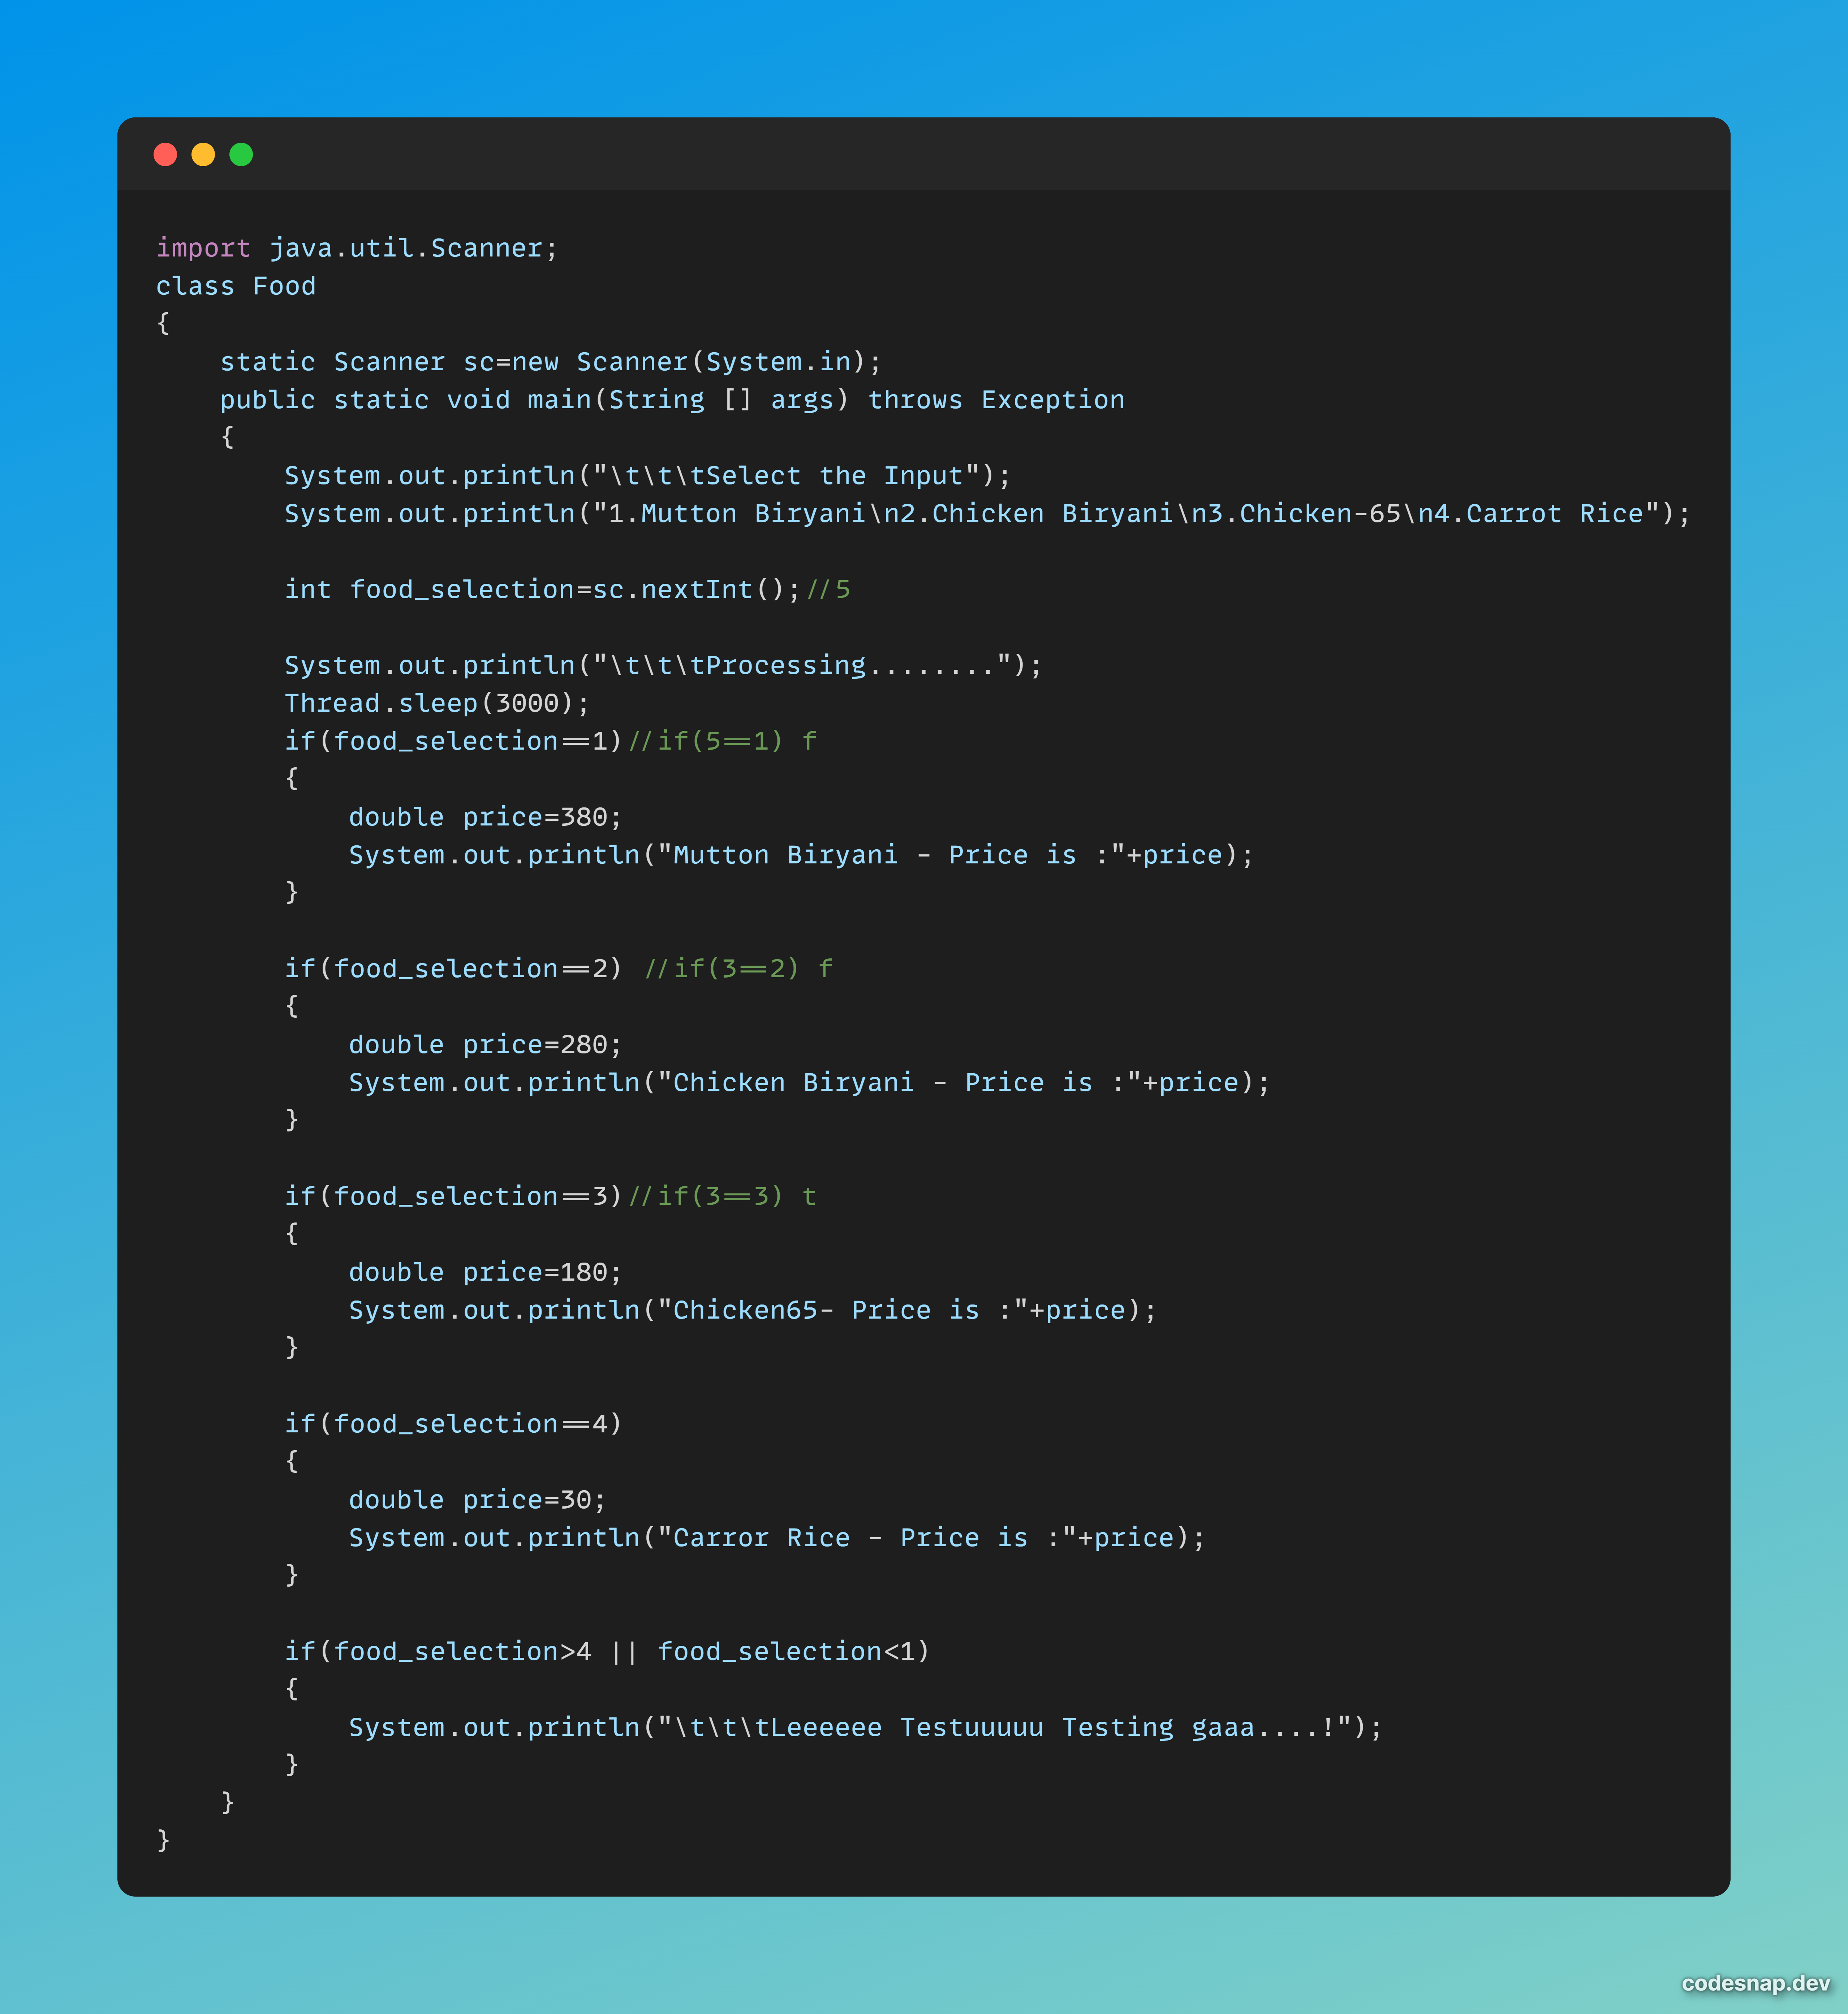 import java.util.Scanner;
class Food
{
    static Scanner sc=new Scanner(System.in);
    public static void main(String [] args) throws Exception
    {
        System.out.println("\t\t\tSelect the Input");
        System.out.println("1.Mutton Biryani\n2.Chicken Biryani\n3.Chicken-65\n4.Carrot Rice");
        int food_selection=sc.nextInt();//5
        System.out.println("\t\t\tProcessing........");
        Thread.sleep(3000);
        if(food_selection==1)//if(5==1) f
        {
            double price=380;
            System.out.println("Mutton Biryani - Price is :"+price);
        }
        if(food_selection==2) //if(3==2) f
        {
            double price=280;
            System.out.println("Chicken Biryani - Price is :"+price);
        }
        if(food_selection==3)//if(3==3) t
        {
            double price=180;
            System.out.println("Chicken65- Price is :"+price);
        }
        if(food_selection==4)
        {
            double price=30;
            System.out.println("Carror Rice - Price is :"+price);
        }
        if(food_selection>4 || food_selection<1)
        {
            System.out.println("\t\t\tLeeeeee Testuuuuu Testing gaaa....!");
        }
    }
}
codesnap.dev